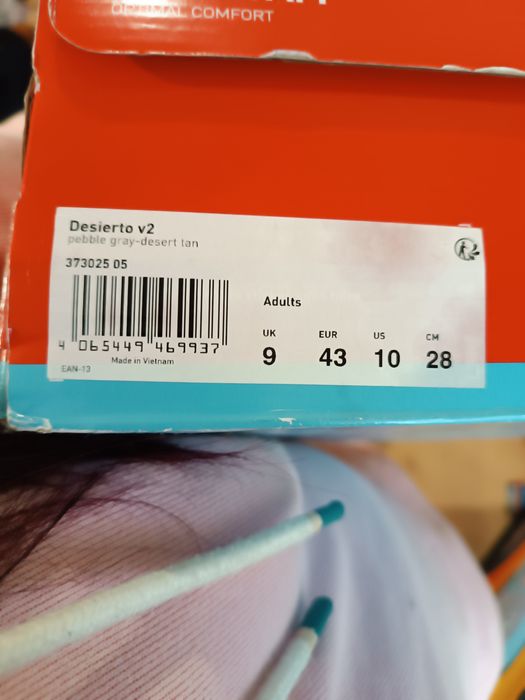 OPTIMAL COMFORT
Desierto v2
pebble gray-desert tan
373025 05
4 065449 469937
Made in Vietnam
EAN-13
Adults
UK EUR US CM
9 43 10 28